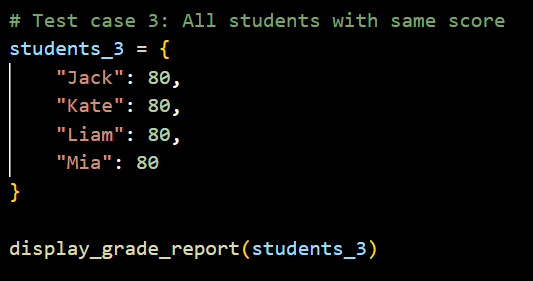 # Test case 3: All students with same score
students_3 = {
    "Jack": 80,
    "Kate": 80,
    "Liam": 80,
    "Mia": 80
}

display_grade_report(students_3)